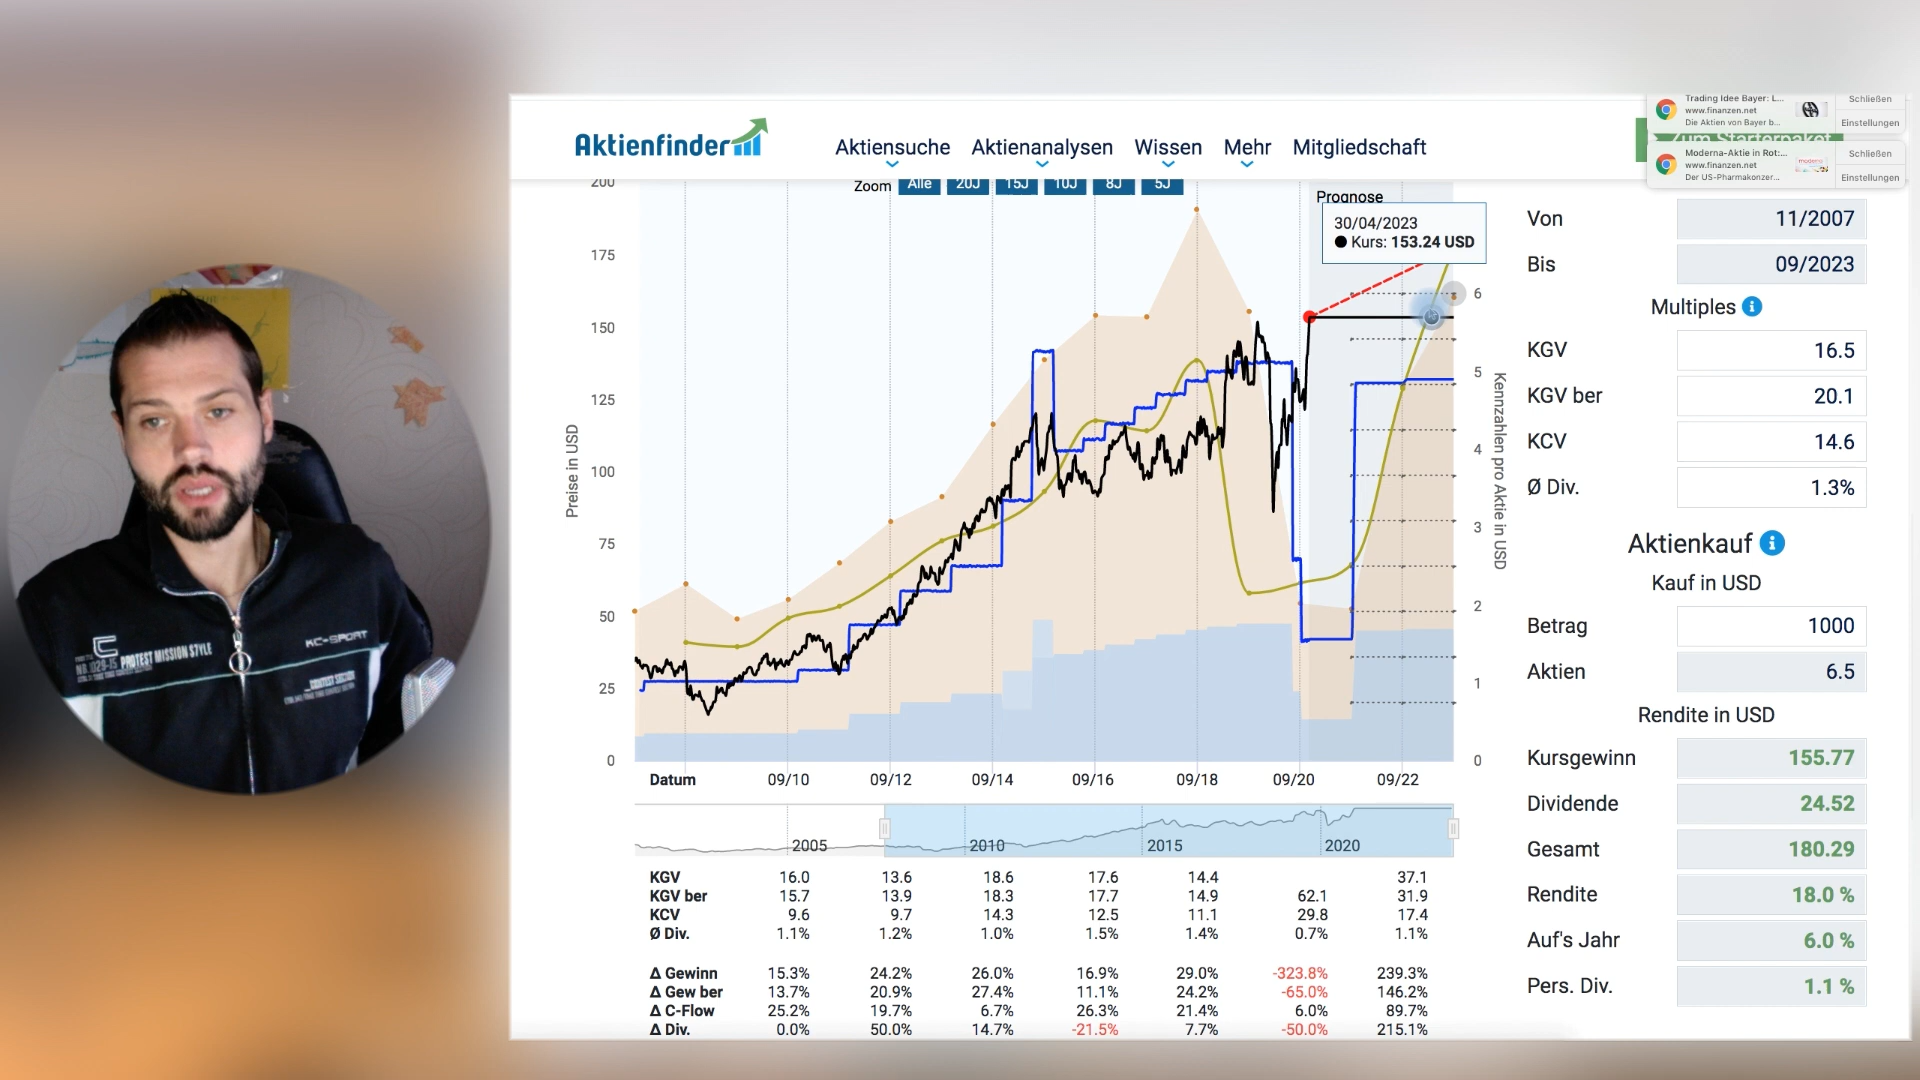 Aktienfinder
Aktiensuche Aktienanalysen Wissen Mehr Mitgliedschaft
Zum Starterpaket
Trading Idee Bayer: L...
www.finanzen.net
Die Aktien von Bayer b...
Schließen
Einstellungen
Moderna-Aktie in Rot:...
www.finanzen.net
Der US-Pharmakonzer...
Schließen
Einstellungen
Zoom Alle 20J 15J 10J 8J 5J
Prognose
30/04/2023
Kurs: 153.24 USD
200
175
150
125
100
75
50
25
0
Preise in USD
6
5
4
3
2
1
0
Kennzahlen pro Aktie in USD
Datum 09/10 09/12 09/14 09/16 09/18 09/20 09/22
2005 2010 2015 2020
KGV 16.0 13.6 18.6 17.6 14.4 37.1
KGV ber 15.7 13.9 18.3 17.7 14.9 62.1 31.9
KCV 9.6 9.7 14.3 12.5 11.1 29.8 17.4
Ø Div. 1.1% 1.2% 1.0% 1.5% 1.4% 0.7% 1.1%
Δ Gewinn 15.3% 24.2% 26.0% 16.9% 29.0% -323.8% 239.3%
Δ Gew ber 13.7% 20.9% 27.4% 11.1% 24.2% -65.0% 146.2%
Δ C-Flow 25.2% 19.7% 6.7% 26.3% 21.4% 6.0% 89.7%
Δ Div. 0.0% 50.0% 14.7% -21.5% 7.7% -50.0% 215.1%
Von 11/2007
Bis 09/2023
Multiples
KGV 16.5
KGV ber 20.1
KCV 14.6
Ø Div. 1.3%
Aktienkauf
Kauf in USD
Betrag 1000
Aktien 6.5
Rendite in USD
Kursgewinn 155.77
Dividende 24.52
Gesamt 180.29
Rendite 18.0 %
Auf's Jahr 6.0 %
Pers. Div. 1.1 %
PROTEST MISSION STYLE
KC-SPORT